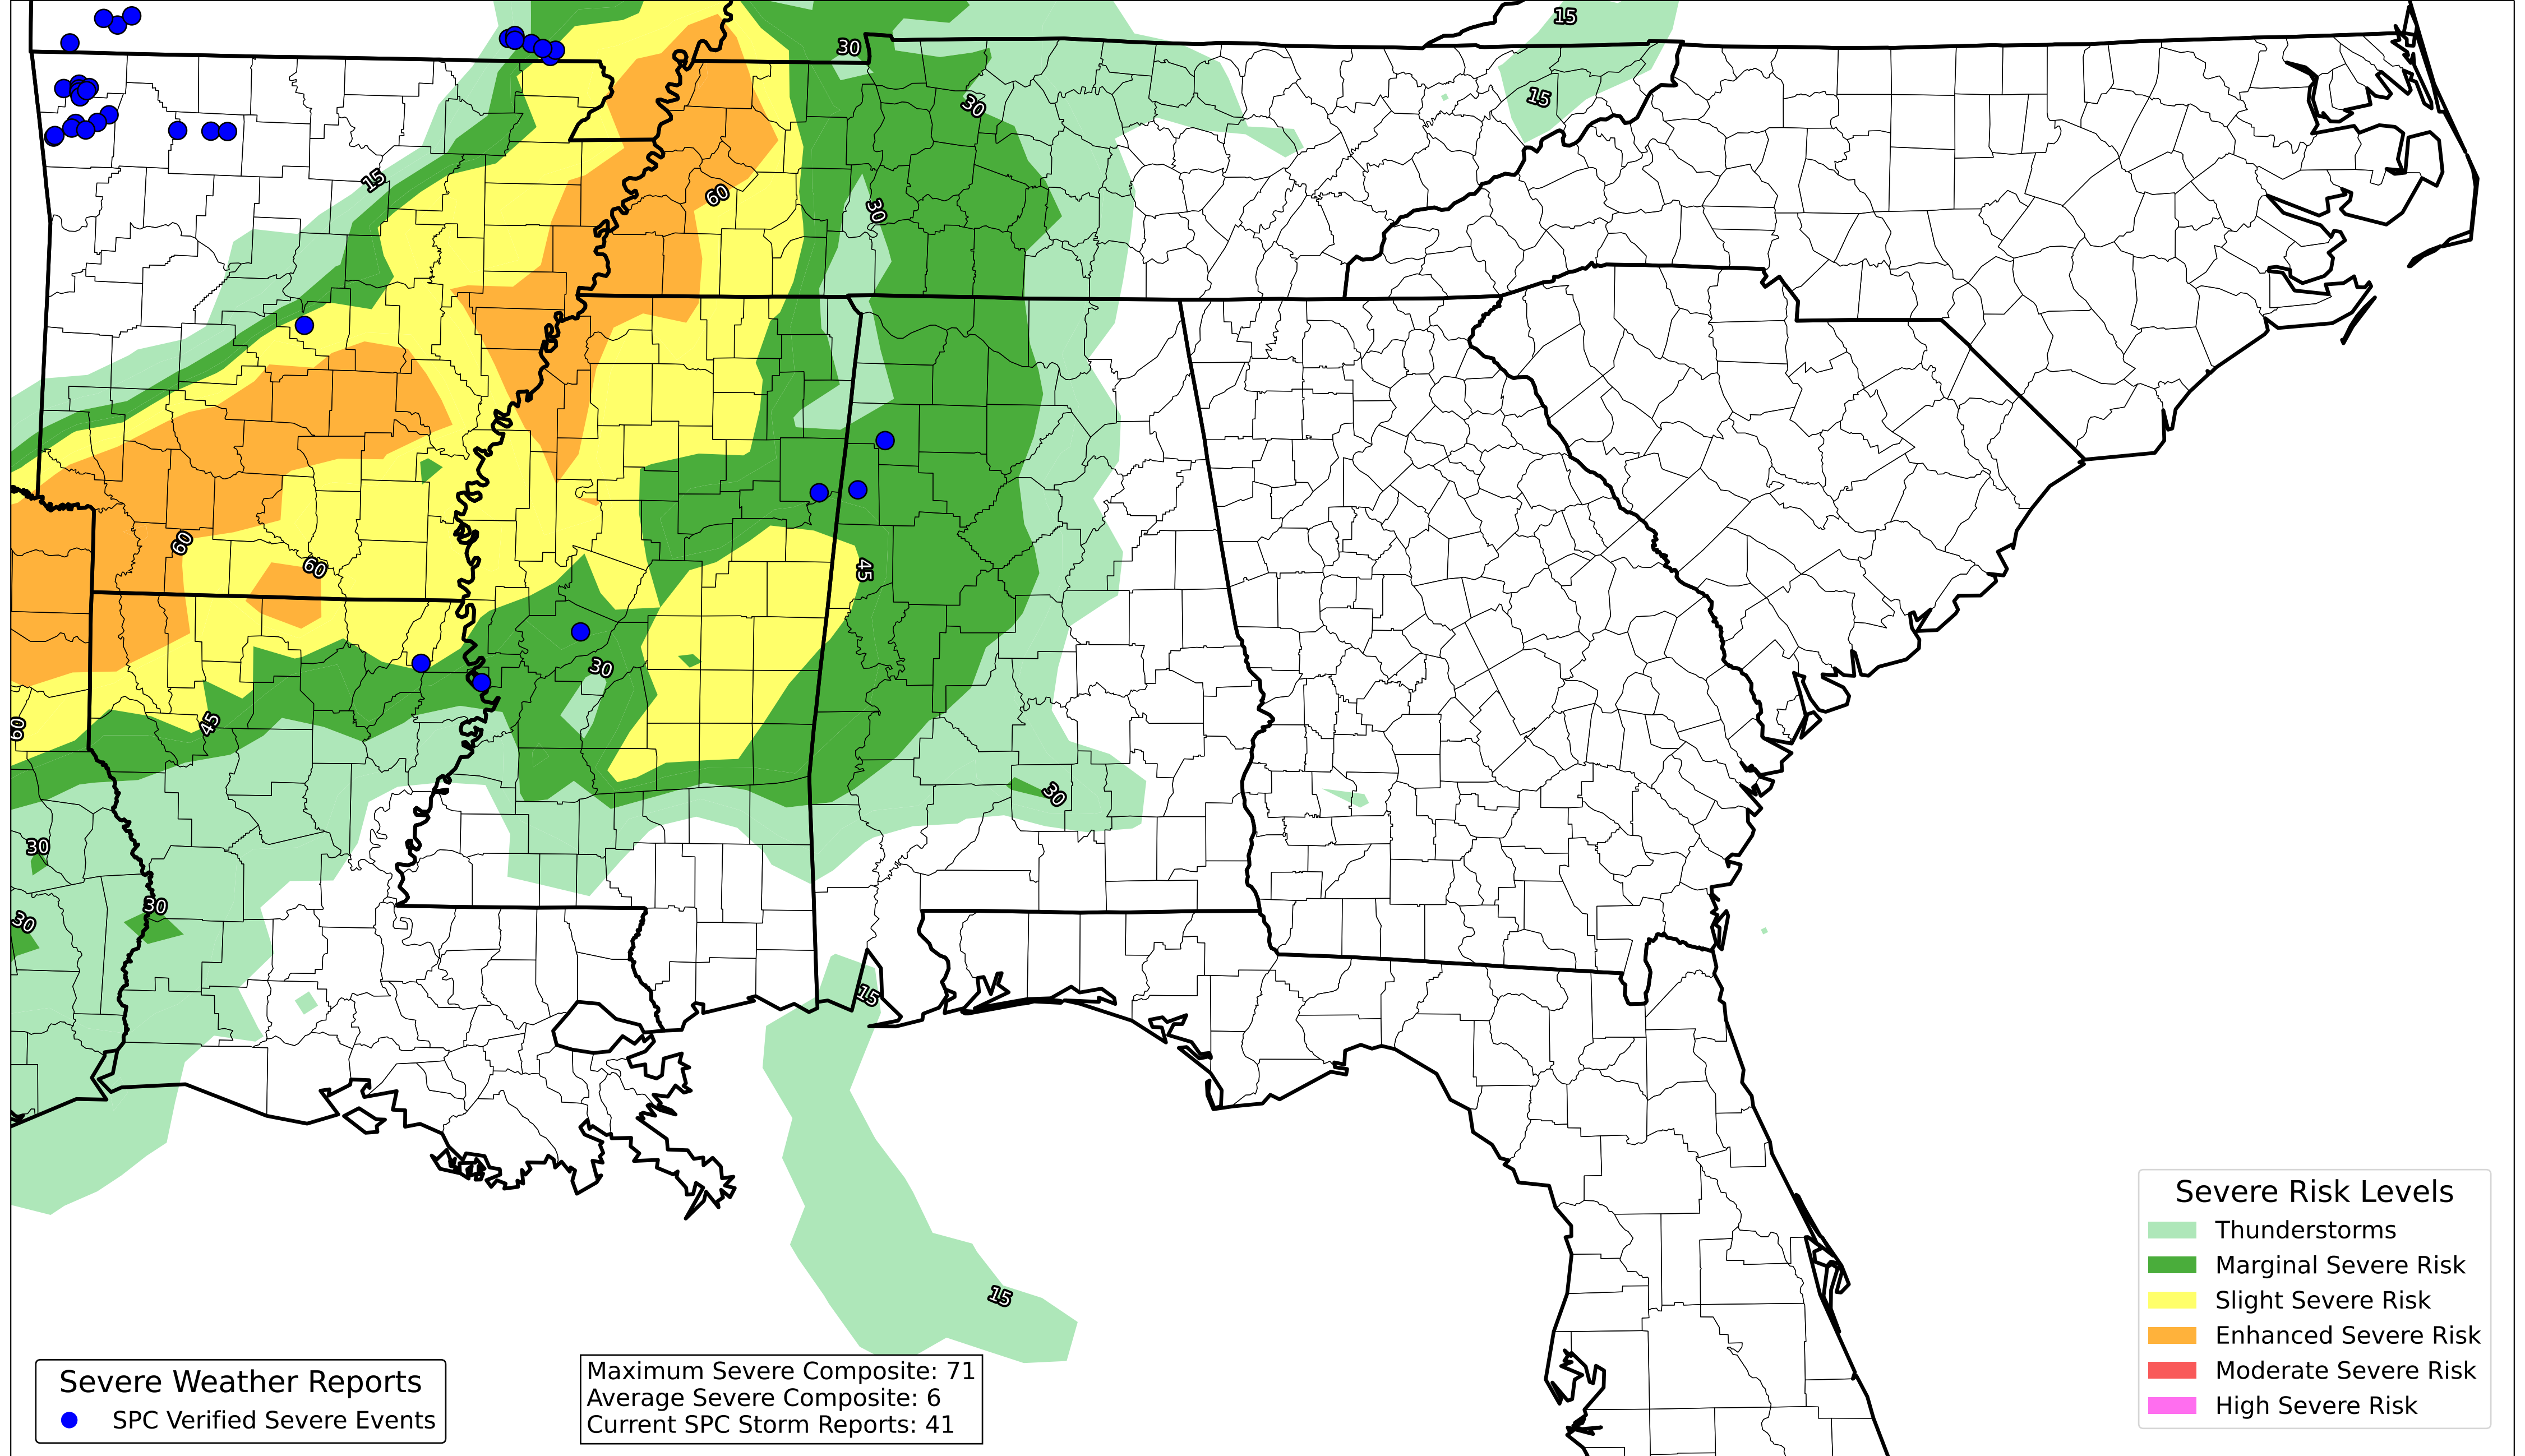 15
30
30
15
15
60
30
60
60
45
30
60
45
30
30
30
30
15
15
Severe Risk Levels
Thunderstorms
Marginal Severe Risk
Slight Severe Risk
Enhanced Severe Risk
Moderate Severe Risk
High Severe Risk
Severe Weather Reports
SPC Verified Severe Events
Maximum Severe Composite: 71
Average Severe Composite: 6
Current SPC Storm Reports: 41